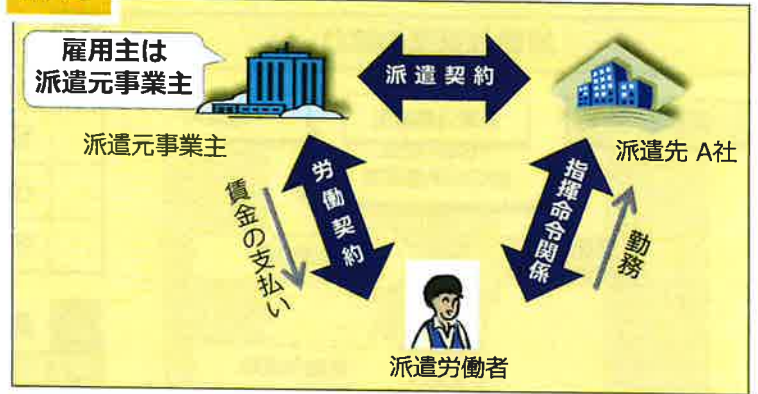 雇用主は
派遣元事業主
派遣契約
派遣元事業主
派遣先 A社
労働契約
賃金の支払い
指揮命令関係
勤務
派遣労働者